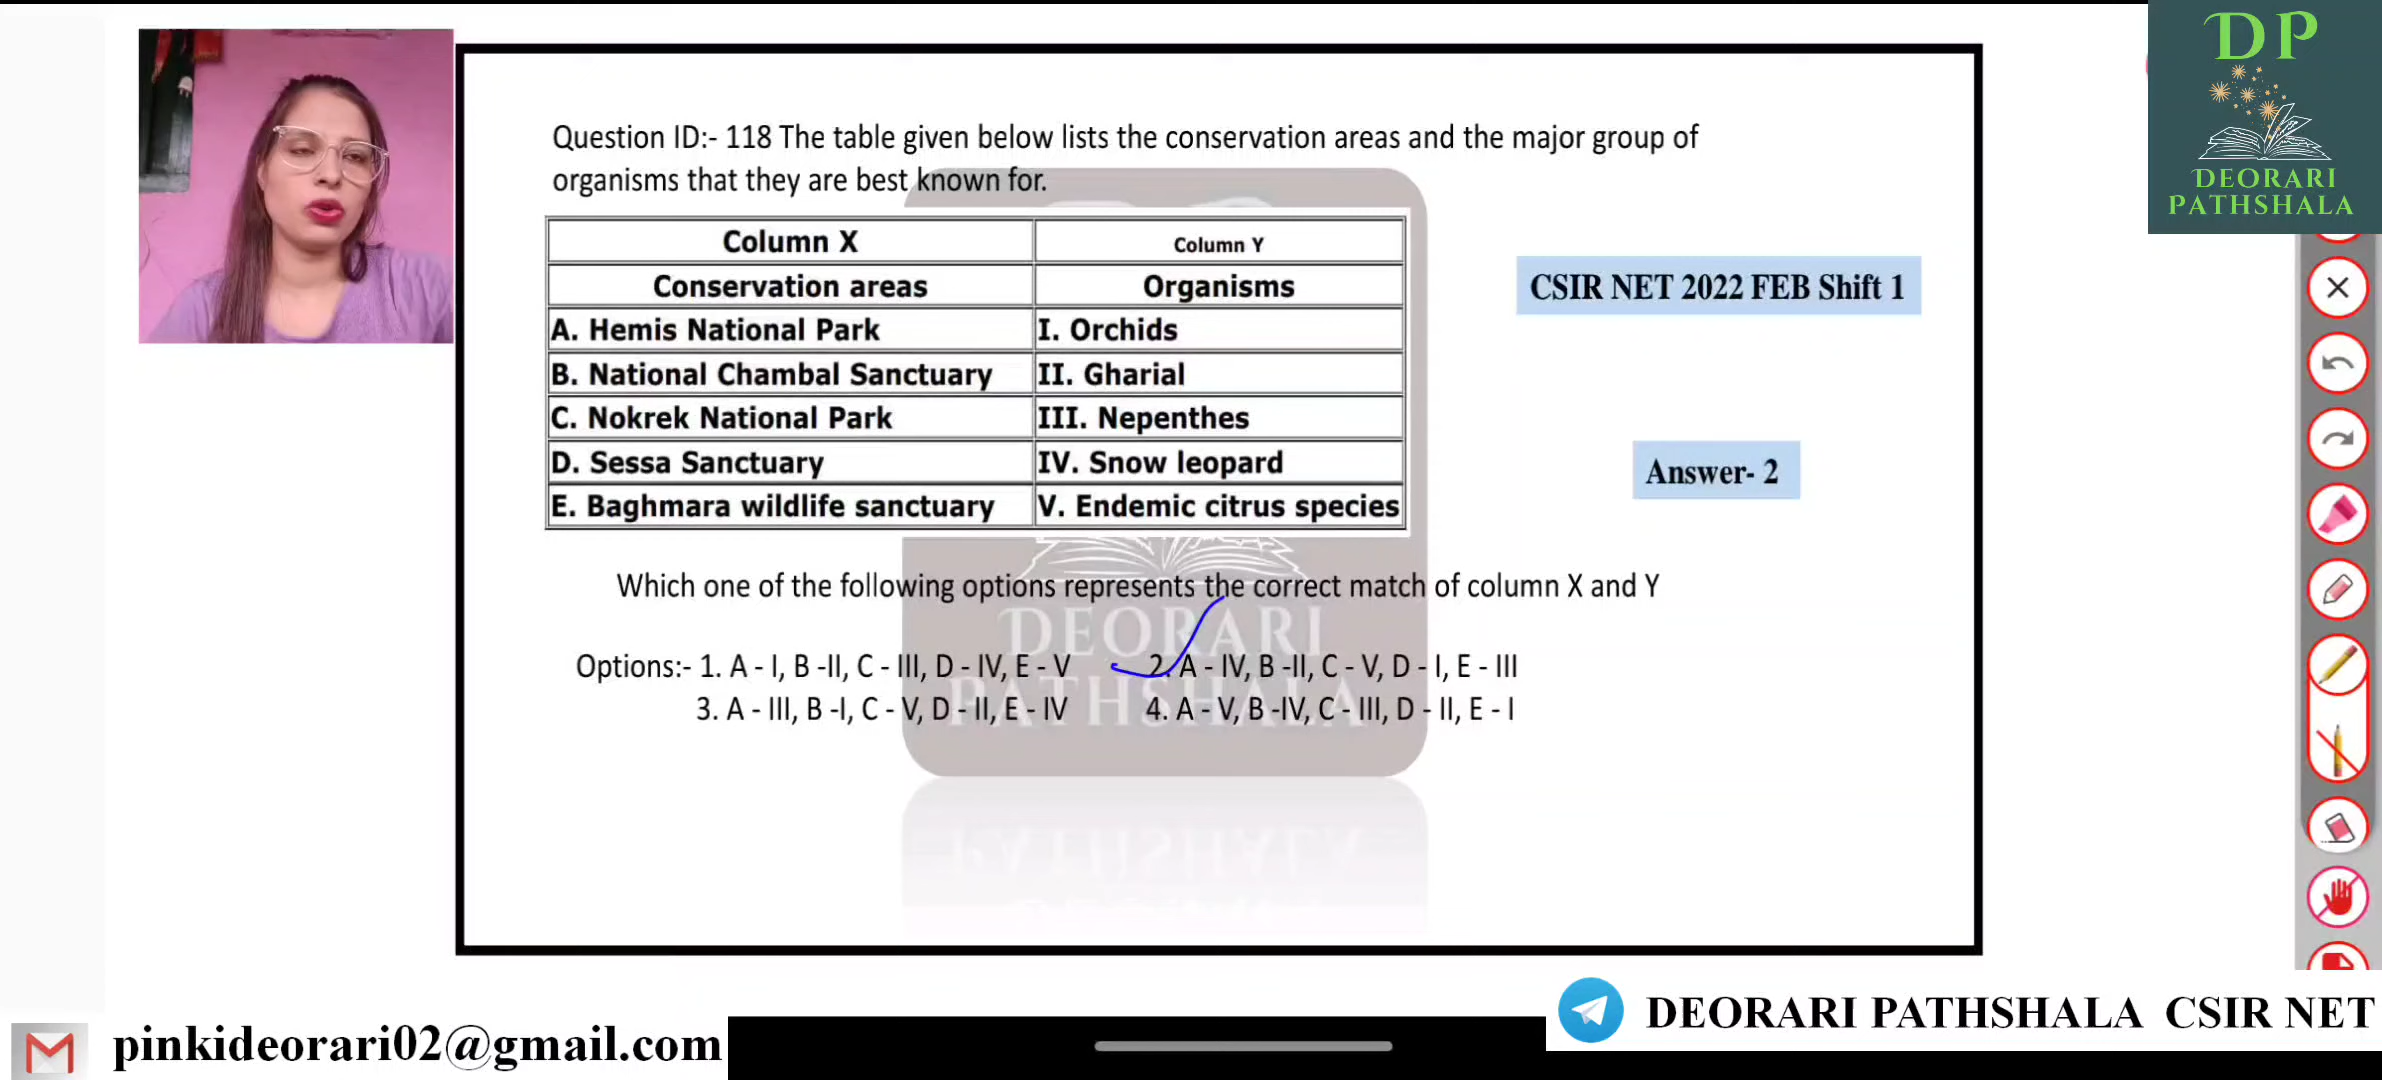 DP
DEORARI
PATHSHALA
Question ID:- 118 The table given below lists the conservation areas and the major group of
organisms that they are best known for.
Column X Column Y
Conservation areas Organisms
A. Hemis National Park I. Orchids
B. National Chambal Sanctuary II. Gharial
C. Nokrek National Park III. Nepenthes
D. Sessa Sanctuary IV. Snow leopard
E. Baghmara wildlife sanctuary V. Endemic citrus species
CSIR NET 2022 FEB Shift 1
Answer- 2
Which one of the following options represents the correct match of column X and Y
Options:- 1. A - I, B -II, C - III, D - IV, E - V 2. A - IV, B -II, C - V, D - I, E - III
3. A - III, B -I, C - V, D - II, E - IV 4. A - V, B -IV, C - III, D - II, E - I
DEORARI
PATHSHALA
pinkideorari02@gmail.com
DEORARI PATHSHALA CSIR NET